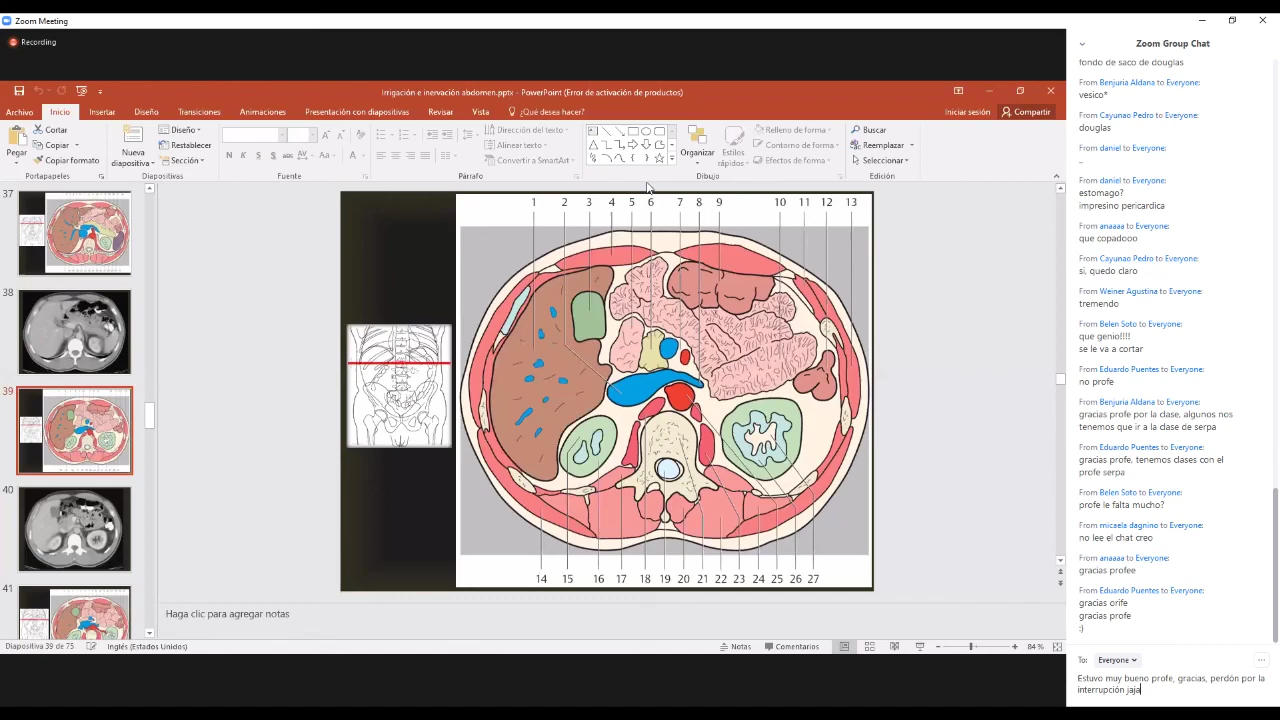 Zoom Meeting
Recording
Irrigación e inervación abdomen.pptx - PowerPoint (Error de activación de productos)
Archivo Inicio Insertar Diseño Transiciones Animaciones Presentación con diapositivas Revisar Vista ¿Qué desea hacer? Iniciar sesión Compartir
Pegar
Cortar
Copiar
Copiar formato
Portapapeles
Nueva
diapositiva
Diseño
Restablecer
Sección
Diapositivas
N K S S abc AV Aa A
Fuente
Dirección del texto
Alinear texto
Convertir a SmartArt
Párrafo
Organizar
Estilos
rápidos
Relleno de forma
Contorno de forma
Efectos de forma
Dibujo
Buscar
Reemplazar
Seleccionar
Edición
37
38
39
40
41
1 2 3 4 5 6 7 8 9 10 11 12 13
14 15 16 17 18 19 20 21 22 23 24 25 26 27
Haga clic para agregar notas
Diapositiva 39 de 75 Inglés (Estados Unidos) Notas Comentarios 84 %
Zoom Group Chat
fondo de saco de douglas
From Benjuria Aldana to Everyone:
vesico*
From Cayunao Pedro to Everyone:
douglas
From daniel to Everyone:
_
From daniel to Everyone:
estomago?
impresino pericardica
From anaaaa to Everyone:
que copadooo
From Cayunao Pedro to Everyone:
si, quedo claro
From Weiner Agustina to Everyone:
tremendo
From Belen Soto to Everyone:
que genio!!!!
se le va a cortar
From Eduardo Puentes to Everyone:
no profe
From Benjuria Aldana to Everyone:
gracias profe por la clase, algunos nos
tenemos que ir a la clase de serpa
From Eduardo Puentes to Everyone:
gracias profe, tenemos clases con el
profe serpa
From Belen Soto to Everyone:
profe le falta mucho?
From micaela dagnino to Everyone:
no lee el chat creo
From anaaaa to Everyone:
gracias profee
From Eduardo Puentes to Everyone:
gracias orife
gracias profe
:)
To: Everyone
Estuvo muy bueno profe, gracias, perdón por la
interrupción jaja